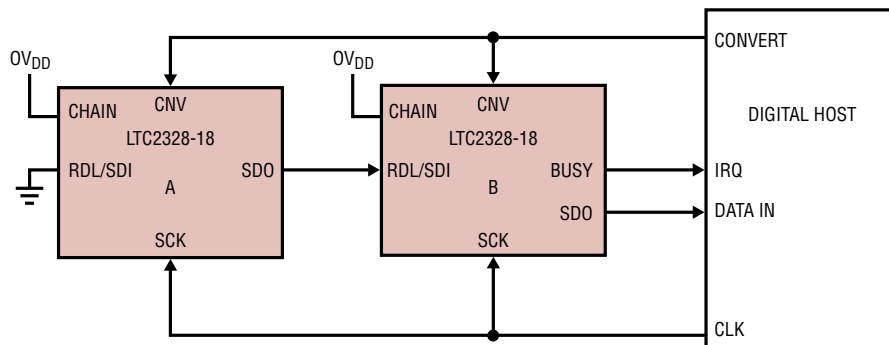 CONVERT
OVDD
OVDD
CHAIN
CNV
LTC2328-18
RDL/SDI
SDO
A
SCK
CHAIN
CNV
LTC2328-18
RDL/SDI
BUSY
B
SDO
SCK
DIGITAL HOST
IRQ
DATA IN
CLK